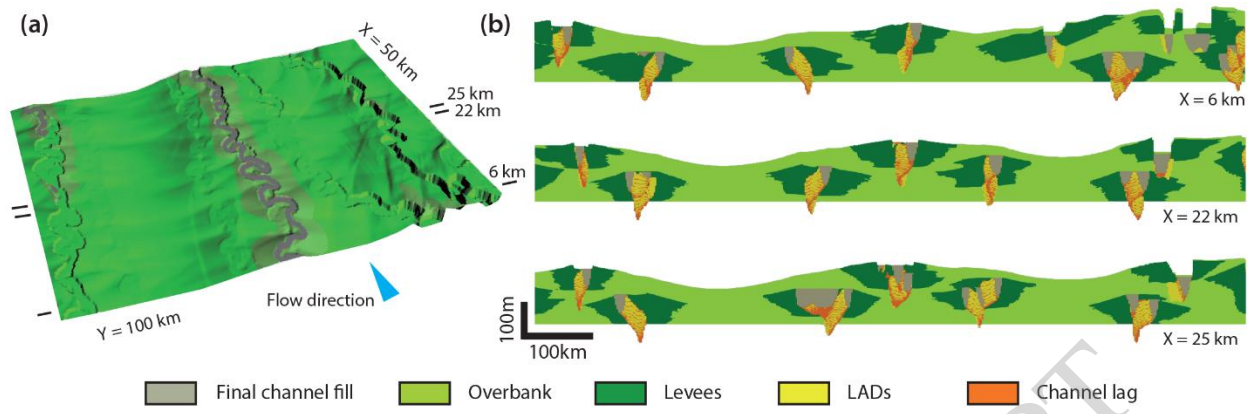 (a)
X = 50 km
25 km
22 km
6 km
Flow direction
Y = 100 km
(b)
X = 6 km
X = 22 km
100m
100km
X = 25 km
Final channel fill
Overbank
Levees
LADs
Channel lag